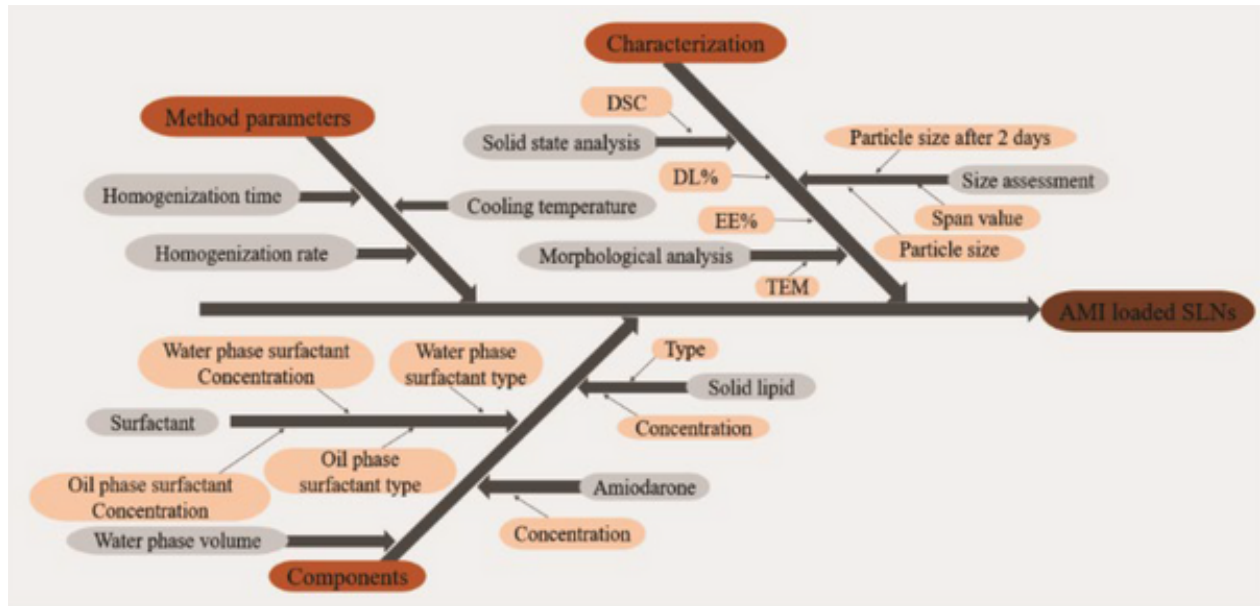 Characterization
Method parameters
DSC
Solid state analysis
Particle size after 2 days
DL%
Size assessment
Homogenization time
Cooling temperature
EE%
Span value
Particle size
Homogenization rate
Morphological analysis
TEM
AMI loaded SLNs
Water phase surfactant
Concentration
Water phase
surfactant type
Type
Solid lipid
Surfactant
Concentration
Oil phase
surfactant type
Oil phase surfactant
Concentration
Amiodarone
Concentration
Water phase volume
Components